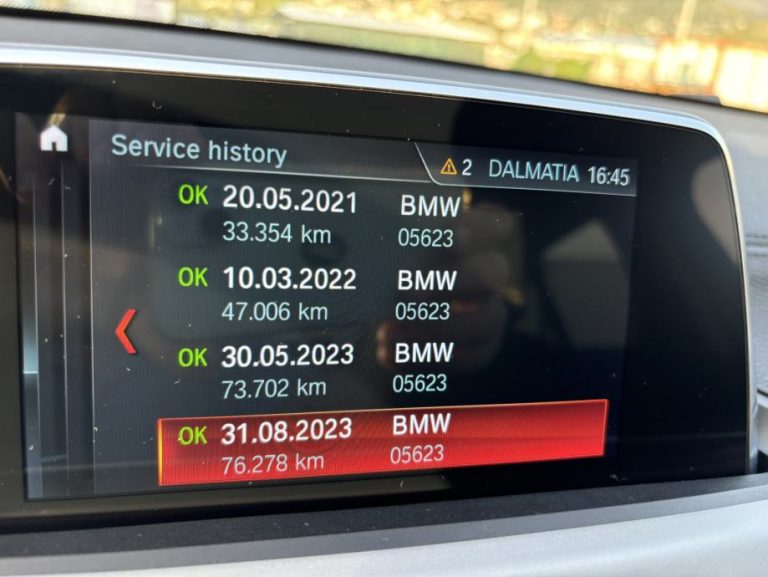 Service history
2 DALMATIA 16:45
OK 20.05.2021 BMW
33.354 km 05623
OK 10.03.2022 BMW
47.006 km 05623
OK 30.05.2023 BMW
73.702 km 05623
OK 31.08.2023 BMW
76.278 km 05623